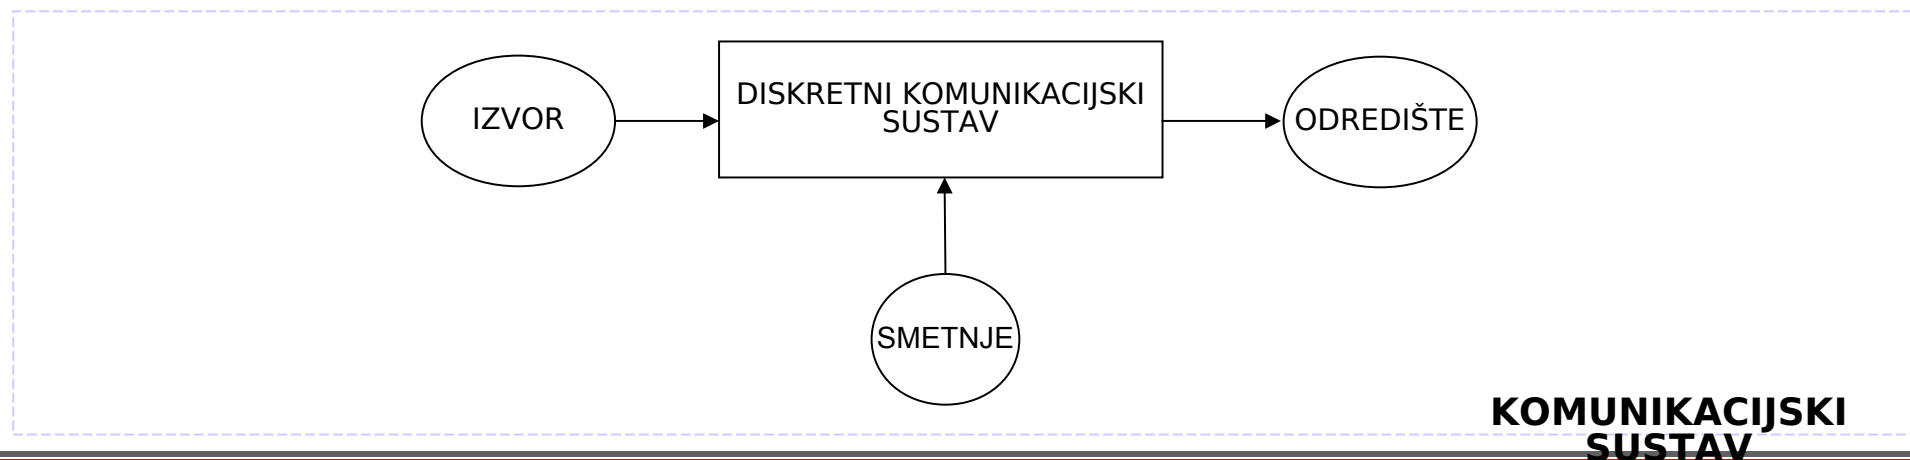 IZVOR
DISKRETNI KOMUNIKACIJSKI
SUSTAV
ODREDIŠTE
SMETNJE
KOMUNIKACIJSKI
SUSTAV